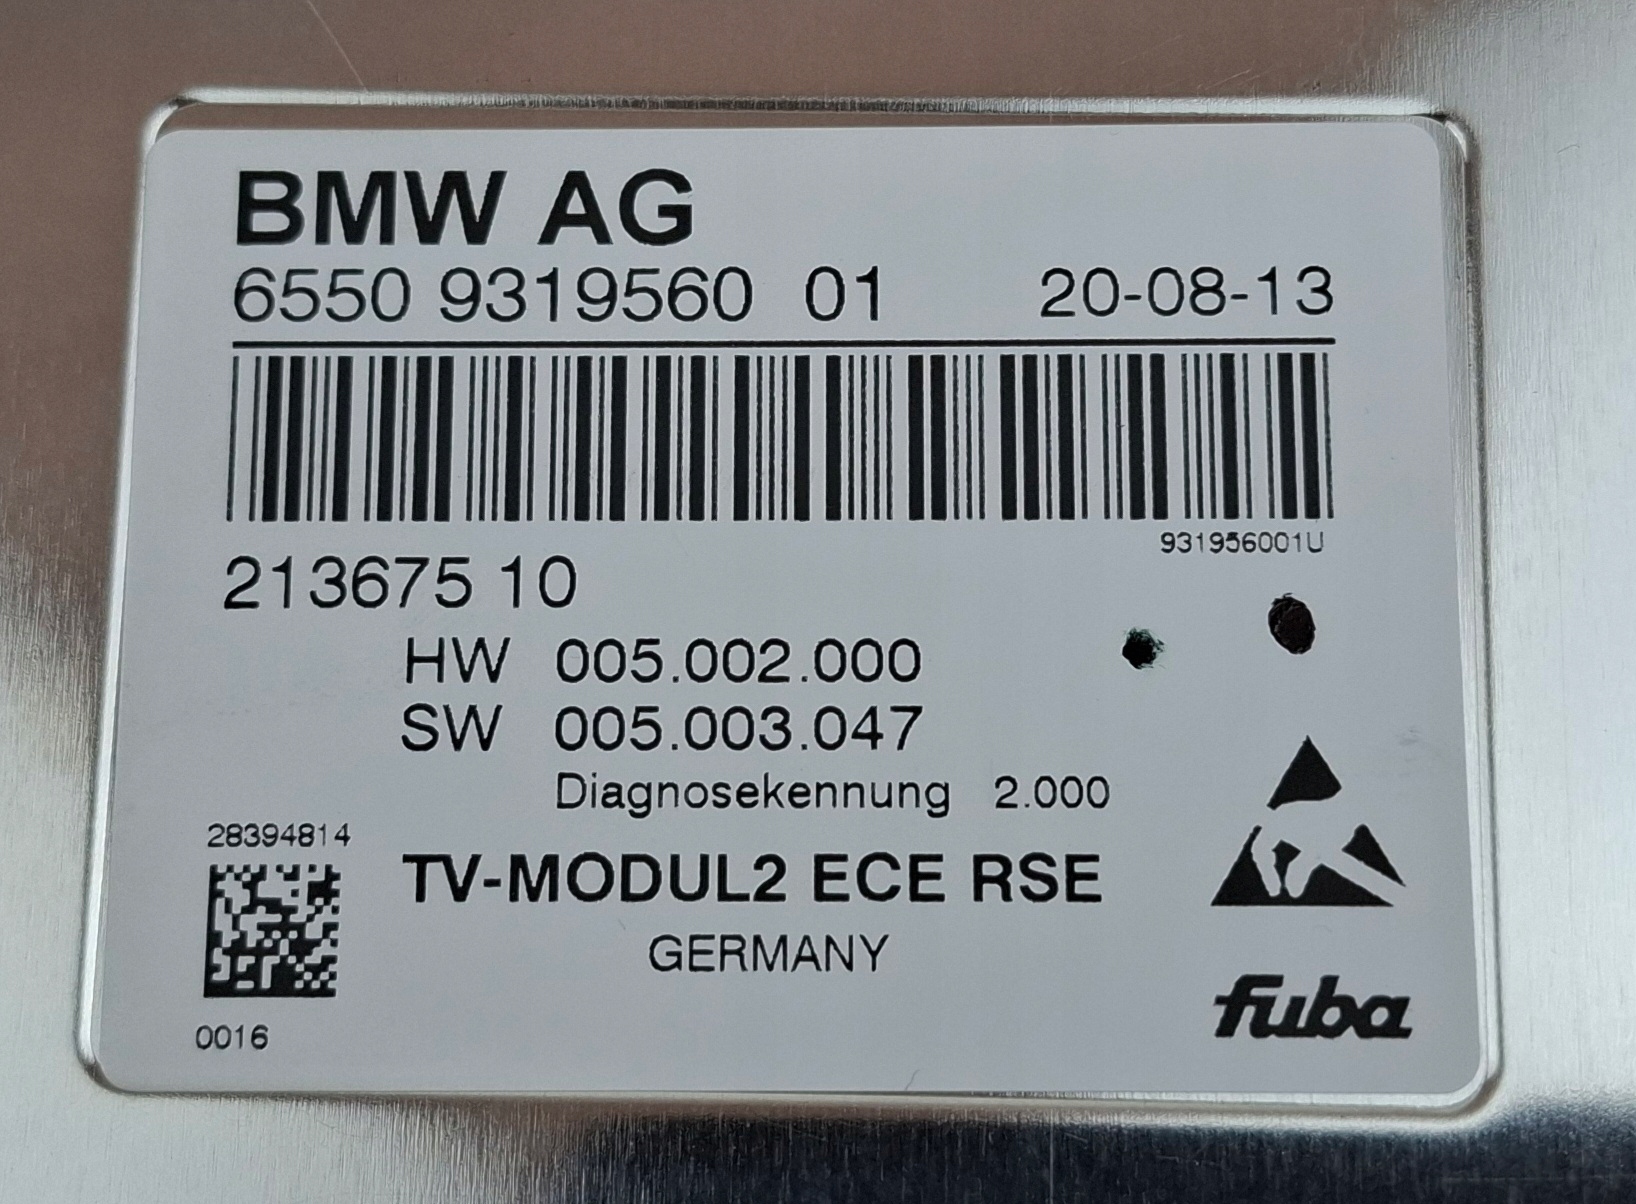 BMW AG
6550 9319560 01 20-08-13
931956001U
213675 10
HW 005.002.000
SW 005.003.047
Diagnosekennung 2.000
28394814
TV-MODUL2 ECE RSE
GERMANY
fuba
0016